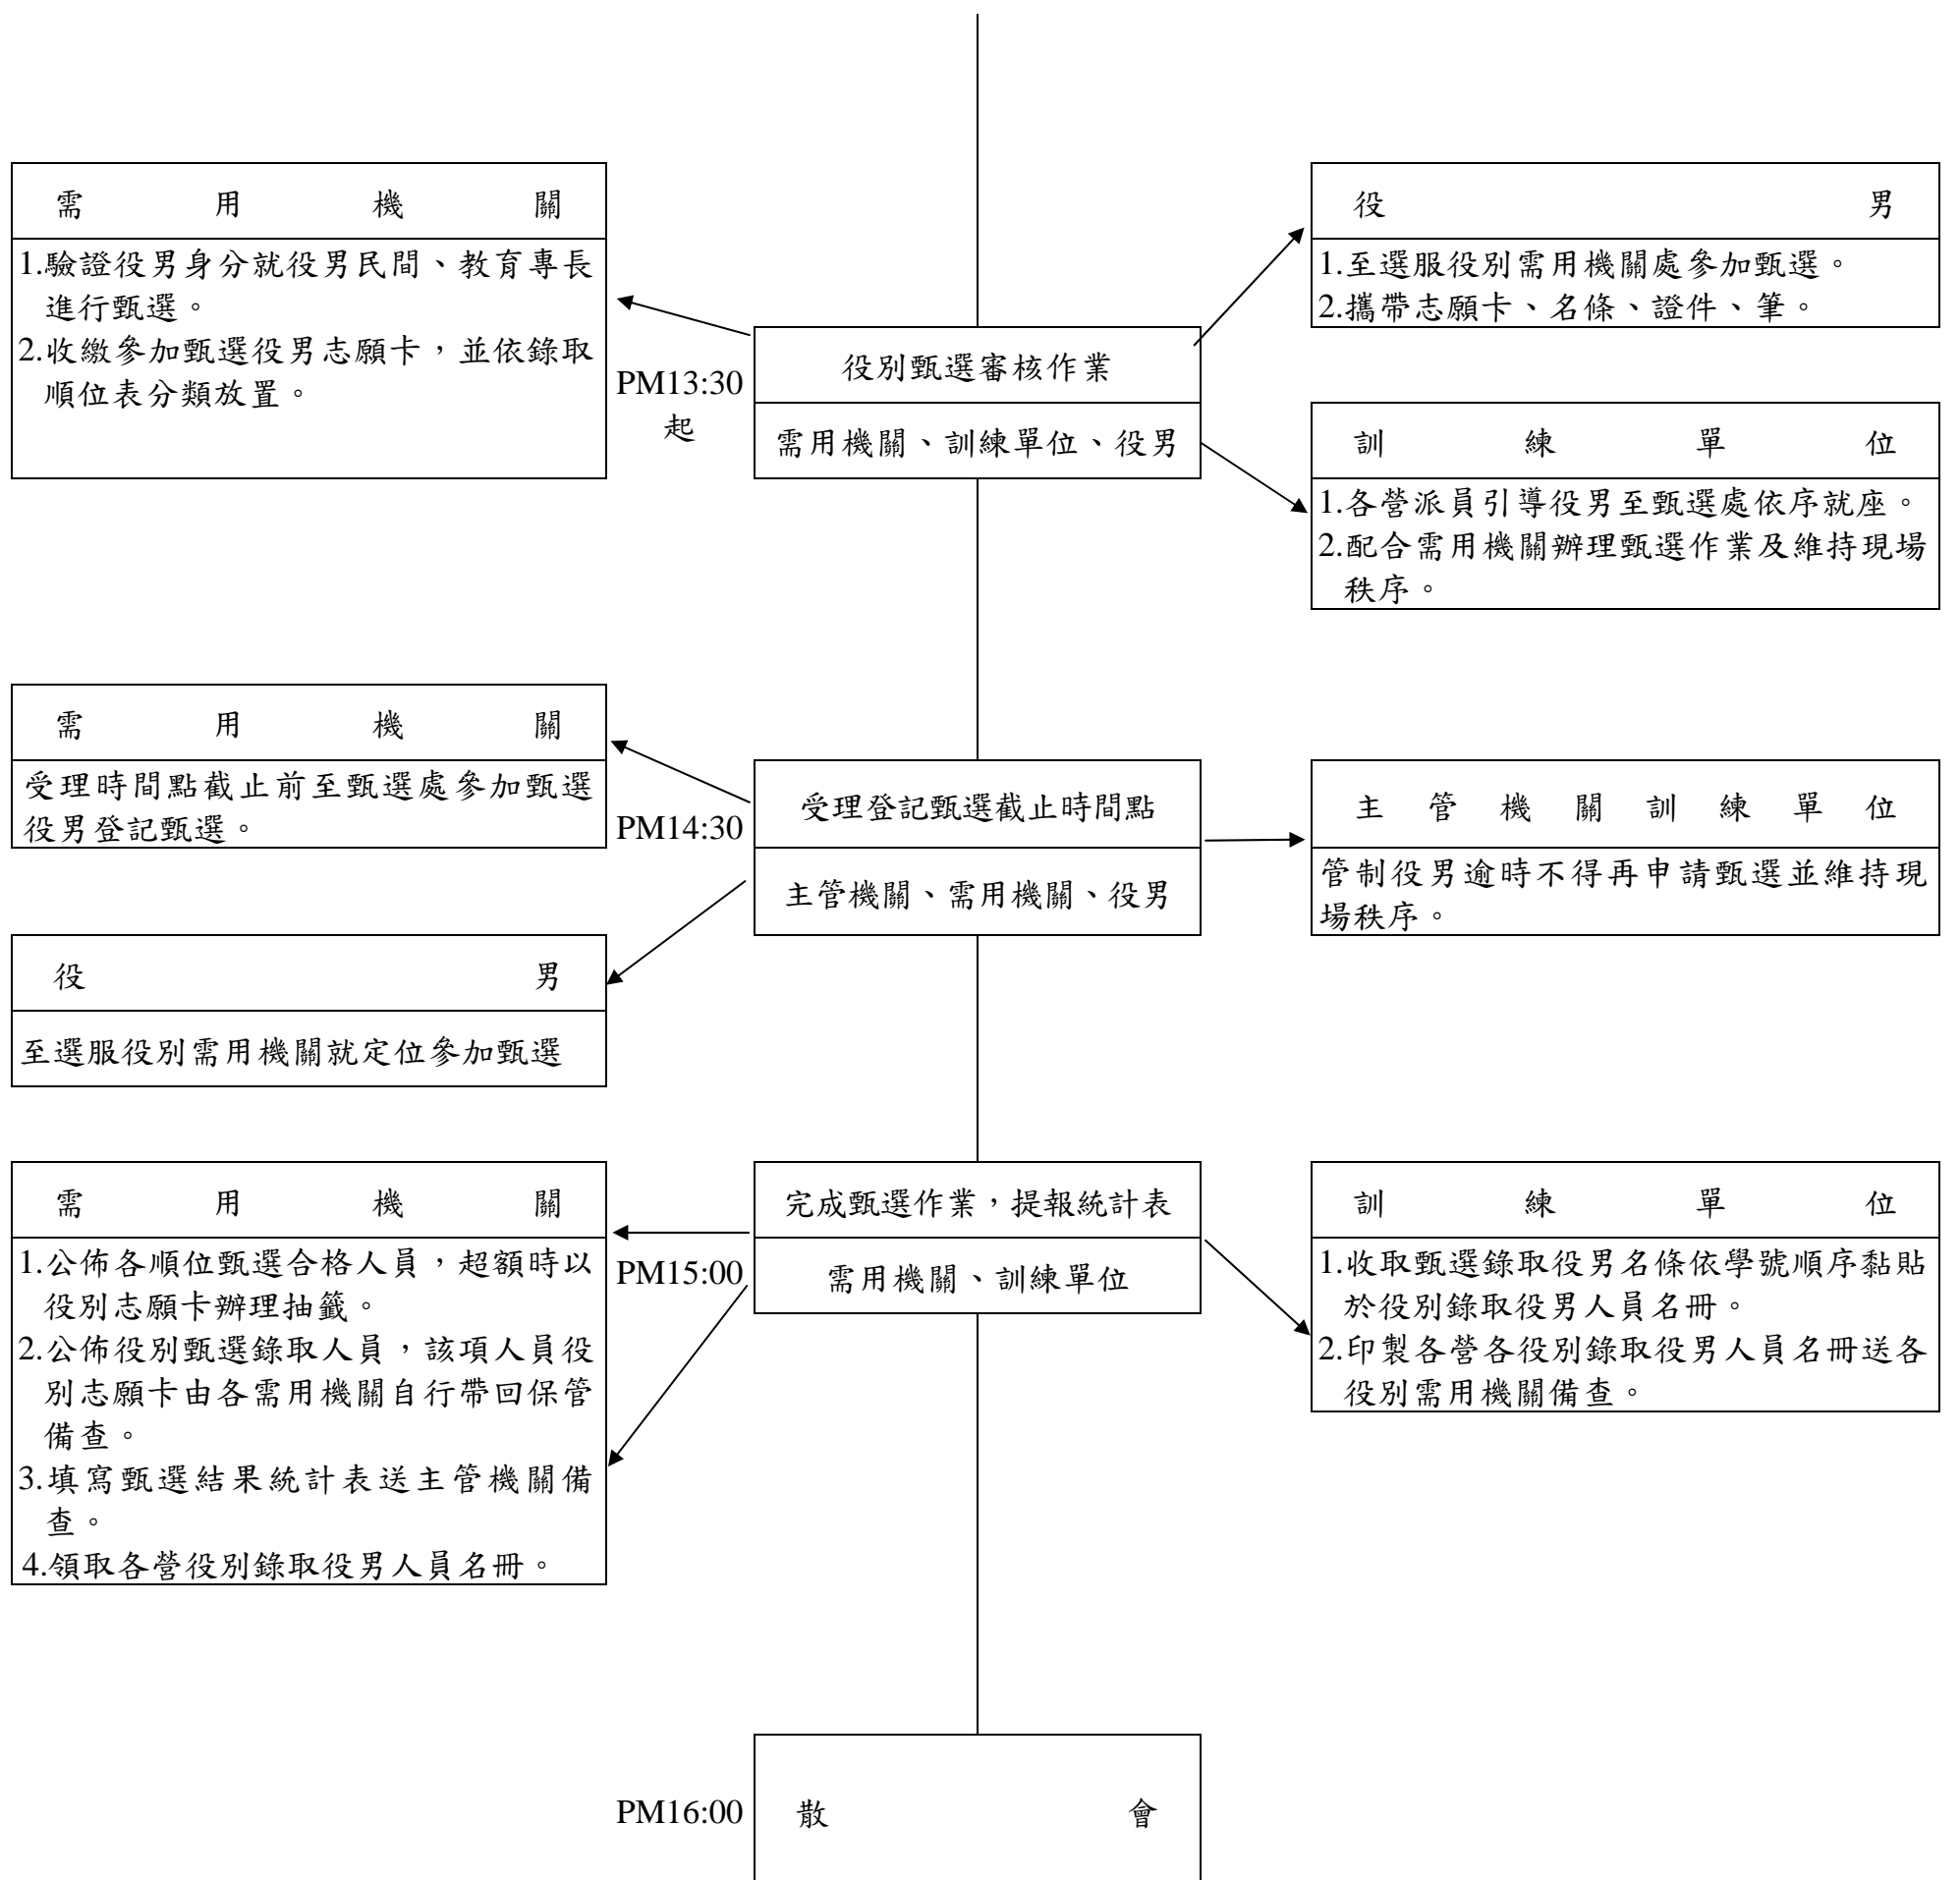 需用機關
1.驗證役男身分就役男民間、教育專長
進行甄選。
2.收繳參加甄選役男志願卡，並依錄取
順位表分類放置。
PM13:30
起
役別甄選審核作業
需用機關、訓練單位、役男
役男
1.至選服役別需用機關處參加甄選。
2.攜帶志願卡、名條、證件、筆。
訓練單位
1.各營派員引導役男至甄選處依序就座。
2.配合需用機關辦理甄選作業及維持現場
秩序。
需用機關
受理時間點截止前至甄選處參加甄選
役男登記甄選。
PM14:30
受理登記甄選截止時間點
主管機關、需用機關、役男
主管機關訓練單位
管制役男逾時不得再申請甄選並維持現
場秩序。
役男
至選服役別需用機關就定位參加甄選
需用機關
1.公佈各順位甄選合格人員，超額時以
役別志願卡辦理抽籤。
2.公佈役別甄選錄取人員，該項人員役
別志願卡由各需用機關自行帶回保管
備查。
3.填寫甄選結果統計表送主管機關備
查。
4.領取各營役別錄取役男人員名冊。
PM15:00
完成甄選作業，提報統計表
需用機關、訓練單位
訓練單位
1.收取甄選錄取役男名條依學號順序黏貼
於役別錄取役男人員名冊。
2.印製各營各役別錄取役男人員名冊送各
役別需用機關備查。
PM16:00
散會